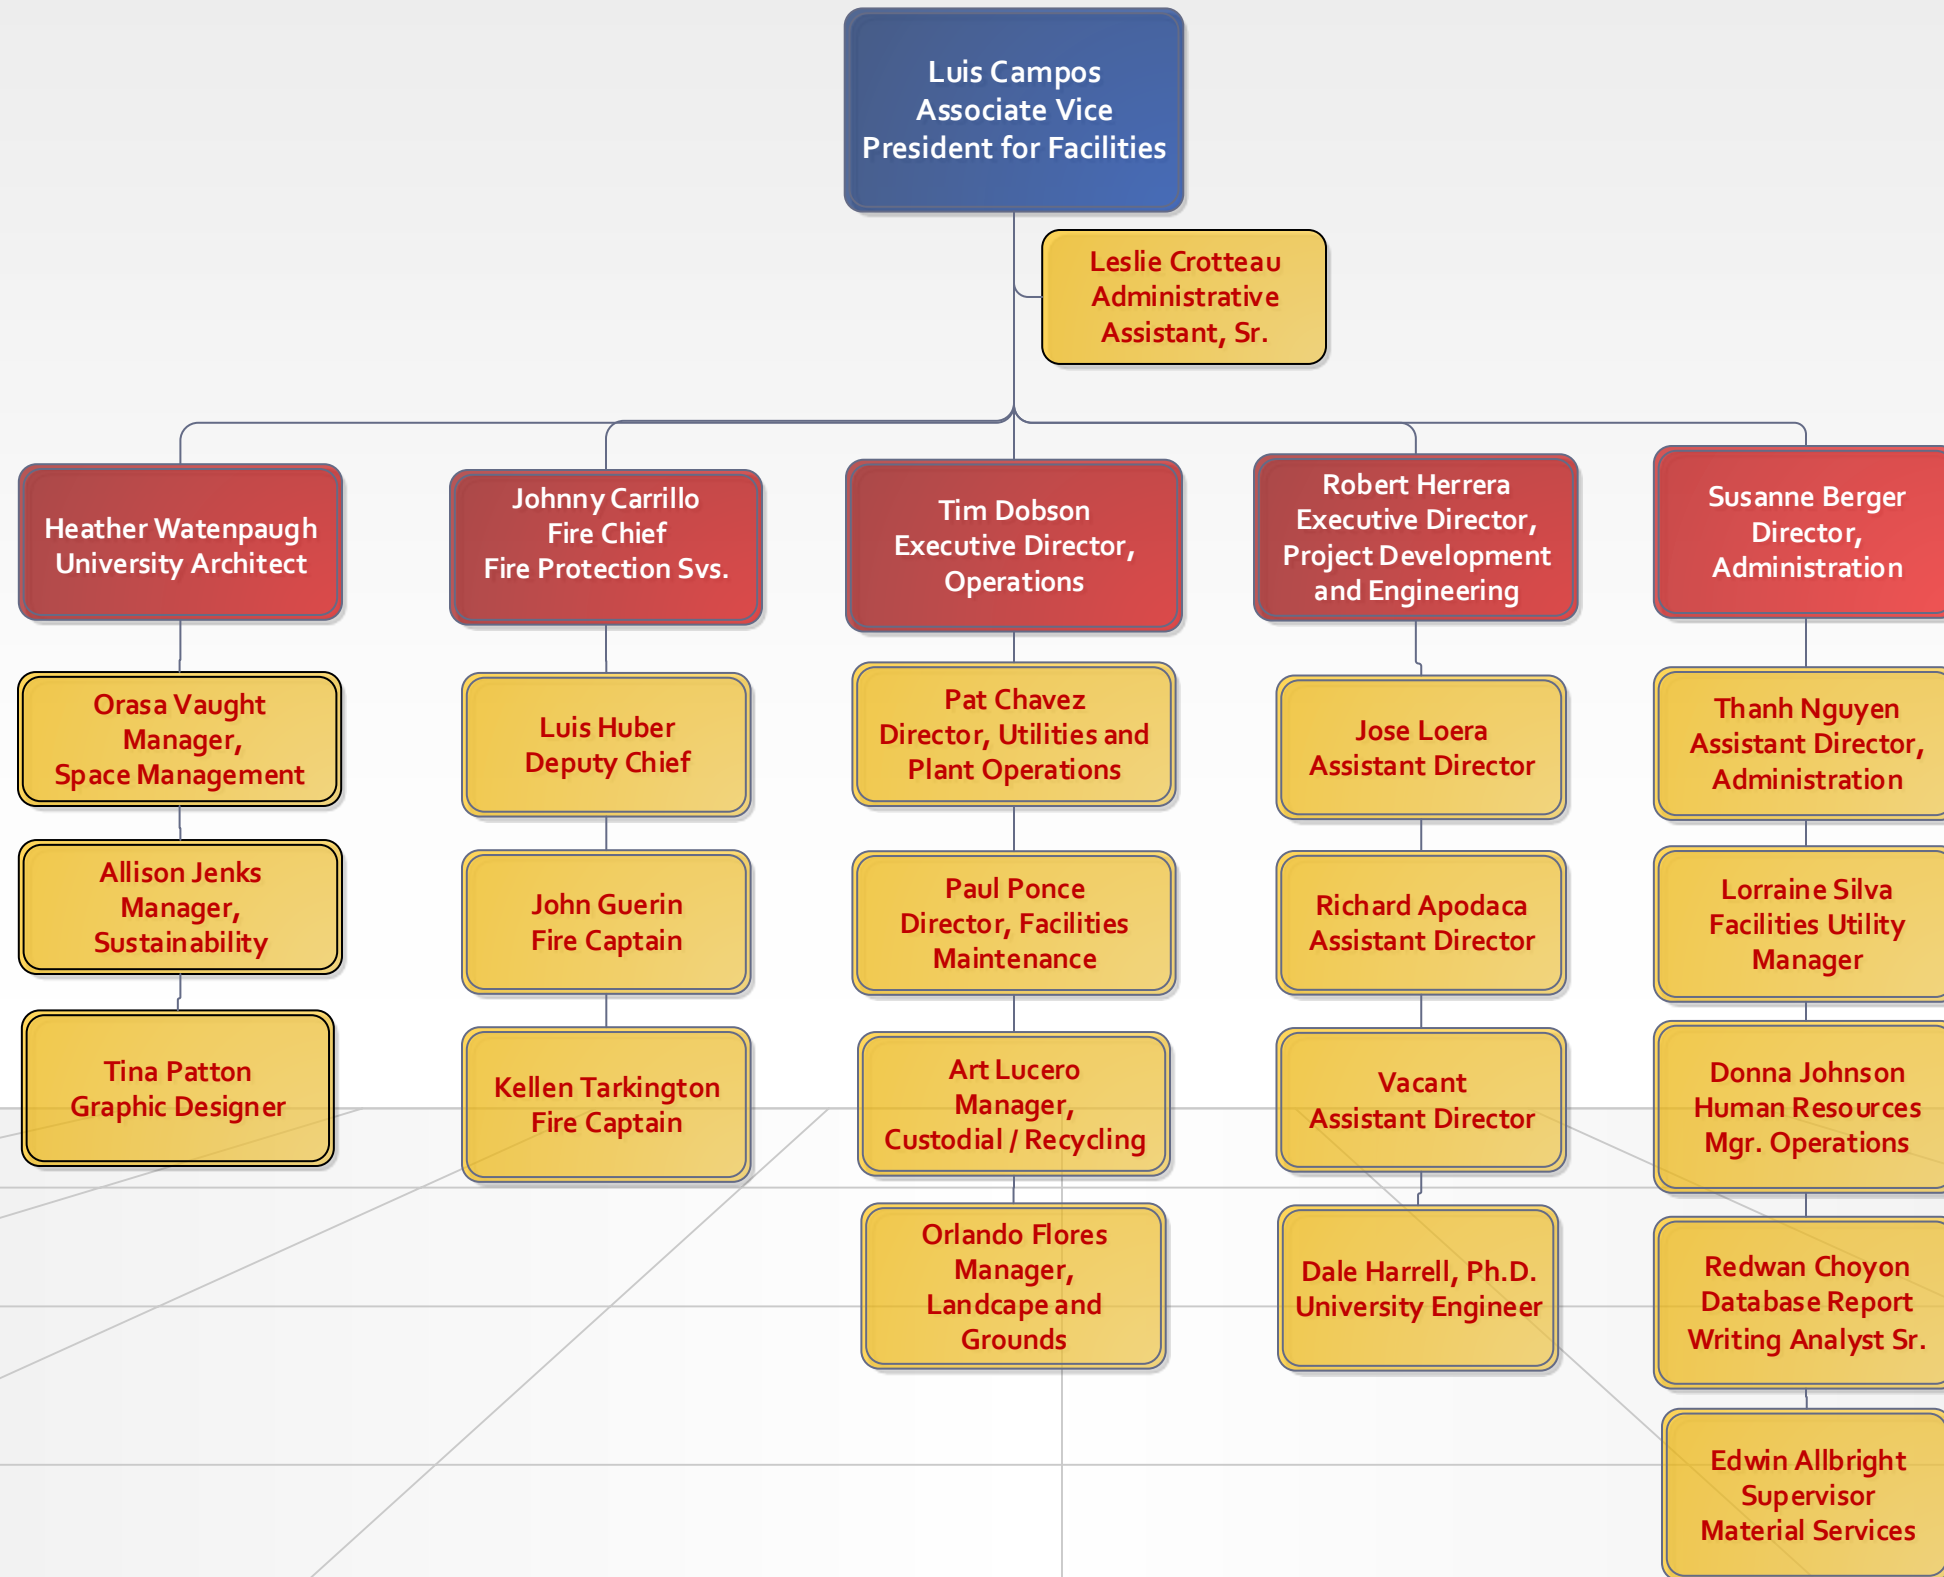 Luis Campos
Associate Vice
President for Facilities
Leslie Crotteau
Administrative
Assistant, Sr.
Heather Watenpaugh
University Architect
Orasa Vaught
Manager,
Space Management
Allison Jenks
Manager,
Sustainability
Tina Patton
Graphic Designer
Johnny Carrillo
Fire Chief
Fire Protection Svs.
Luis Huber
Deputy Chief
John Guerin
Fire Captain
Kellen Tarkington
Fire Captain
Tim Dobson
Executive Director,
Operations
Pat Chavez
Director, Utilities and
Plant Operations
Paul Ponce
Director, Facilities
Maintenance
Art Lucero
Manager,
Custodial / Recycling
Orlando Flores
Manager,
Landcape and
Grounds
Robert Herrera
Executive Director,
Project Development
and Engineering
Jose Loera
Assistant Director
Richard Apodaca
Assistant Director
Vacant
Assistant Director
Dale Harrell, Ph.D.
University Engineer
Susanne Berger
Director,
Administration
Thanh Nguyen
Assistant Director,
Administration
Lorraine Silva
Facilities Utility
Manager
Donna Johnson
Human Resources
Mgr. Operations
Redwan Choyon
Database Report
Writing Analyst Sr.
Edwin Allbright
Supervisor
Material Services